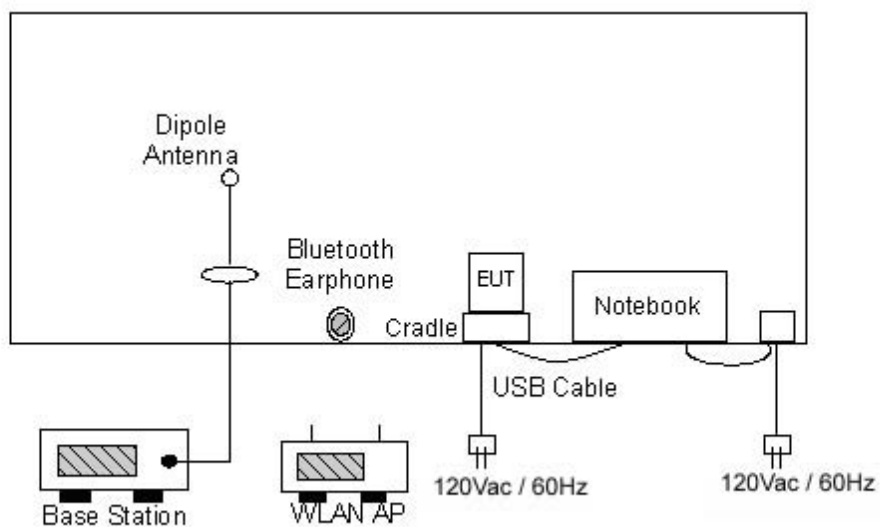 Dipole
Antenna
Bluetooth
Earphone
EUT
Cradle
Notebook
USB Cable
120Vac / 60Hz
120Vac / 60Hz
Base Station
WLAN AP